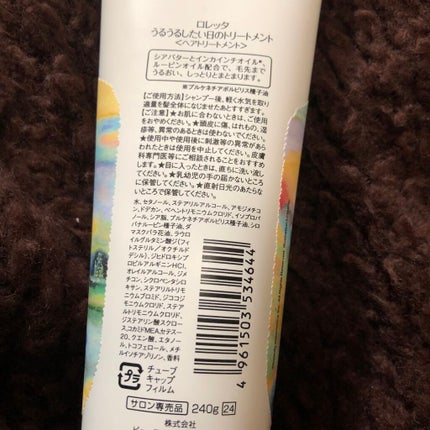 ロレッタ
うるうるしたい日のトリートメント
<ヘアトリートメント>
シアバターとインカインチオイル※
ルーピンオイル配合で、毛先まで
うるおい、しっとりとまとまります。
※プルケネチアボルビリス種子油
【ご使用方法】シャンプー後、軽く水気を取り
適量を髪全体になじませたあとすすぎます。
【ご注意】★お肌に合わないときは、ご使用
をおやめください。★頭皮に傷、はれもの、湿
疹等、異常のあるときは使わないでください。
★使用中や使用後に刺激等の異常があら
われたときは使用を中止してください。皮膚
科専門医等にご相談されることをおすすめ
します。★目に入ったときは、直ちに洗い流し
てください。★乳幼児の手の届かないところ
に保管してください。★直射日光のあたらな
いところに保管してください。
水、セタノール、ステアリルアルコール、アモジメチコ
ン、ドデカン、ベヘントリモニウムクロリド、イソプロパ
ノール、シア脂、プルケネチアボルビリス種子油、シロ
バナルーピン種子油、ダ
マスクバラ花油、ラウロ
イルグルタミン酸ジ(フィ
トステリル/オクチルド
デシル)、ジヒドロキシプ
ロピルアルギニンHCl、
オレイルアルコール、ジメ
チコン、シクロペンタシロ
キサン、ステアリルトリモ
ニウムブロミド、ジココジ
モニウムクロリド、ステア
ルトリモニウムクロリド、
ジステアリン酸スクロー
ス、コカミドMEA、セテス-
20、クエン酸、エタノー
ル、トコフェロール、メチ
ルイソチアゾリノン、香料
4961503534644
プラ
チューブ
キャップ
フィルム
サロン専売品 240g 24
株式会社